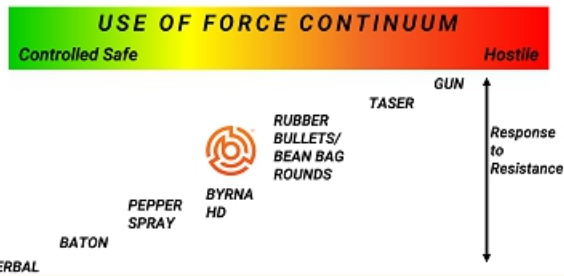 USE OF FORCE CONTINUUM
Controlled Safe
Hostile
GUN
TASER
RUBBER
BULLETS/
BEAN BAG
ROUNDS
Response
to
Resistance
BYRNA
HD
PEPPER
SPRAY
BATON
ERBAL